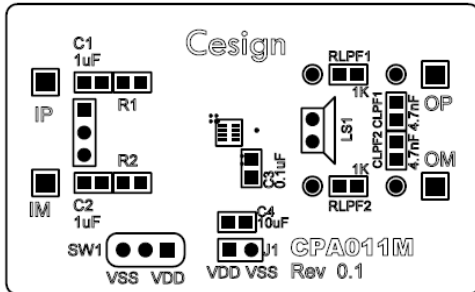 C1
1uF
Cesign
RLPF1
1K
IP
R1
OP
CLPF1
4.7nF
LS1
CLPF2
4.7nF
R2
C3
0.1uF
1K
OM
IM
C2
1uF
RLPF2
C4
10uF
SW1
J1
CPA011M
VSS VDD
VDD VSS
Rev 0.1